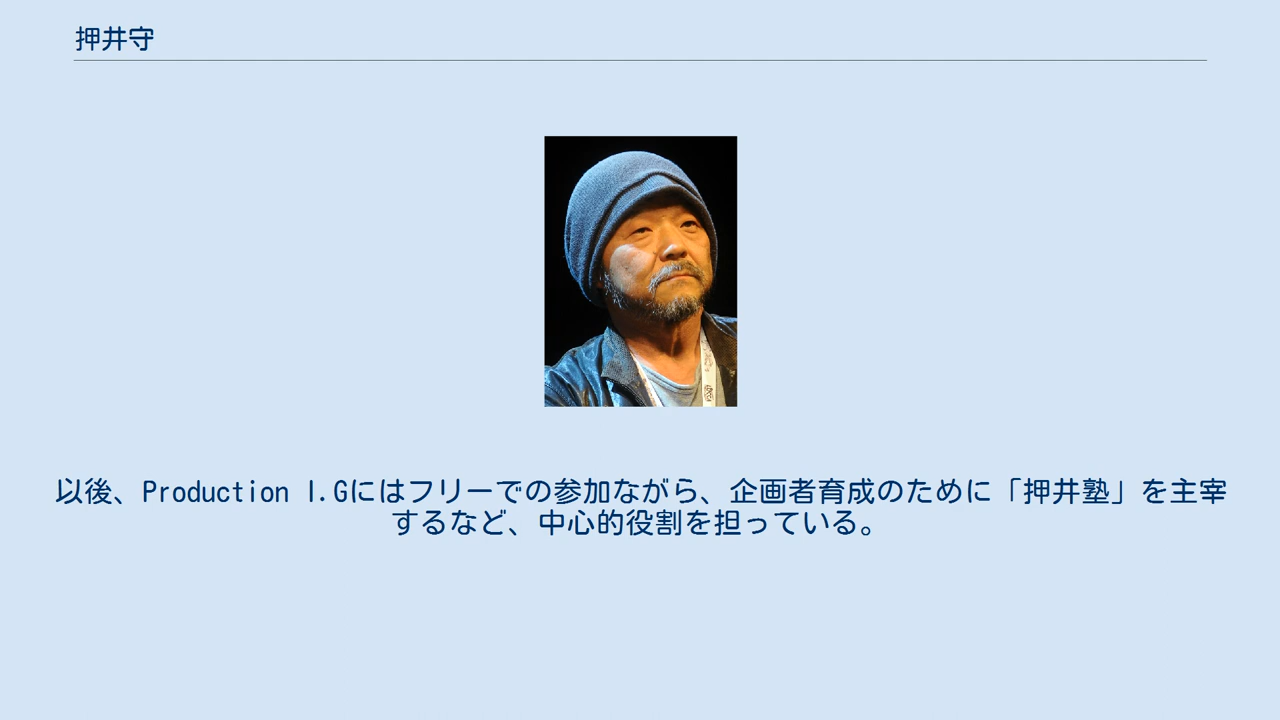 押井守
以後、Production I.Gにはフリーでの参加ながら、企画者育成のために「押井塾」を主宰
するなど、中心的役割を担っている。